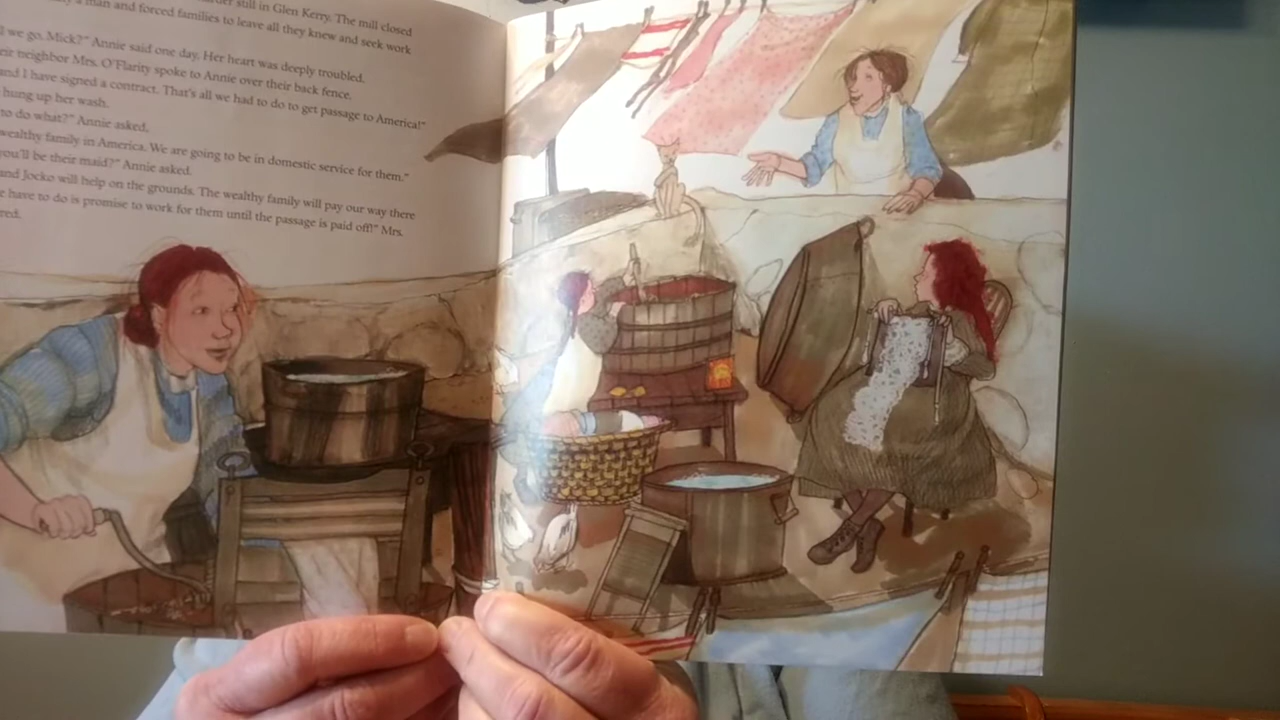 still in Glen Kerry. The mill closed
a man and forced families to leave all they knew and seek work
we go, Mick?" Annie said one day. Her heart was deeply troubled.
neighbor Mrs. O'Flarity spoke to Annie over their back fence.
and I have signed a contract. That's all we had to do to get passage to America!"
hung up her wash.
to do what?" Annie asked.
wealthy family in America. We are going to be in domestic service for them."
you'll be their maid?" Annie asked.
and Jocko will help on the grounds. The wealthy family will pay our way there
have to do is promise to work for them until the passage is paid off!" Mrs.